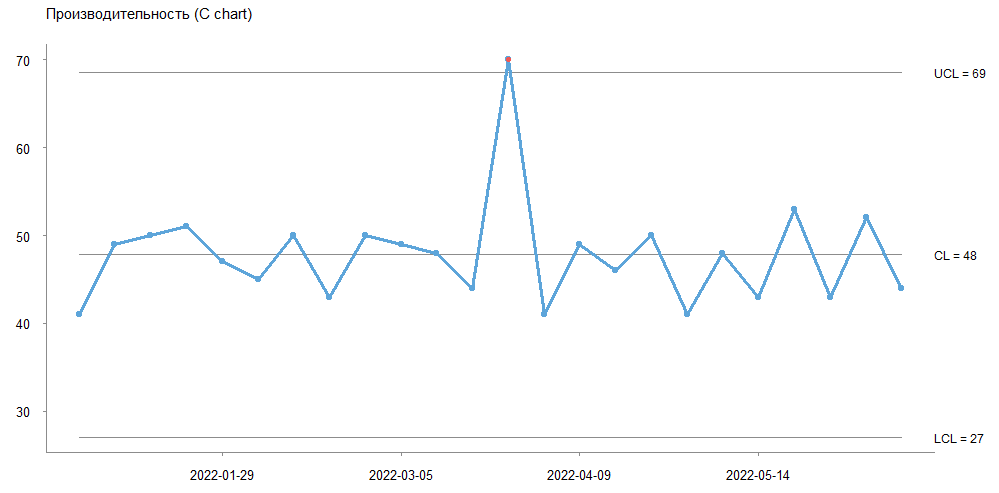 Производительность (C chart)
70
60
50
40
30
UCL = 69
CL = 48
LCL = 27
2022-01-29
2022-03-05
2022-04-09
2022-05-14